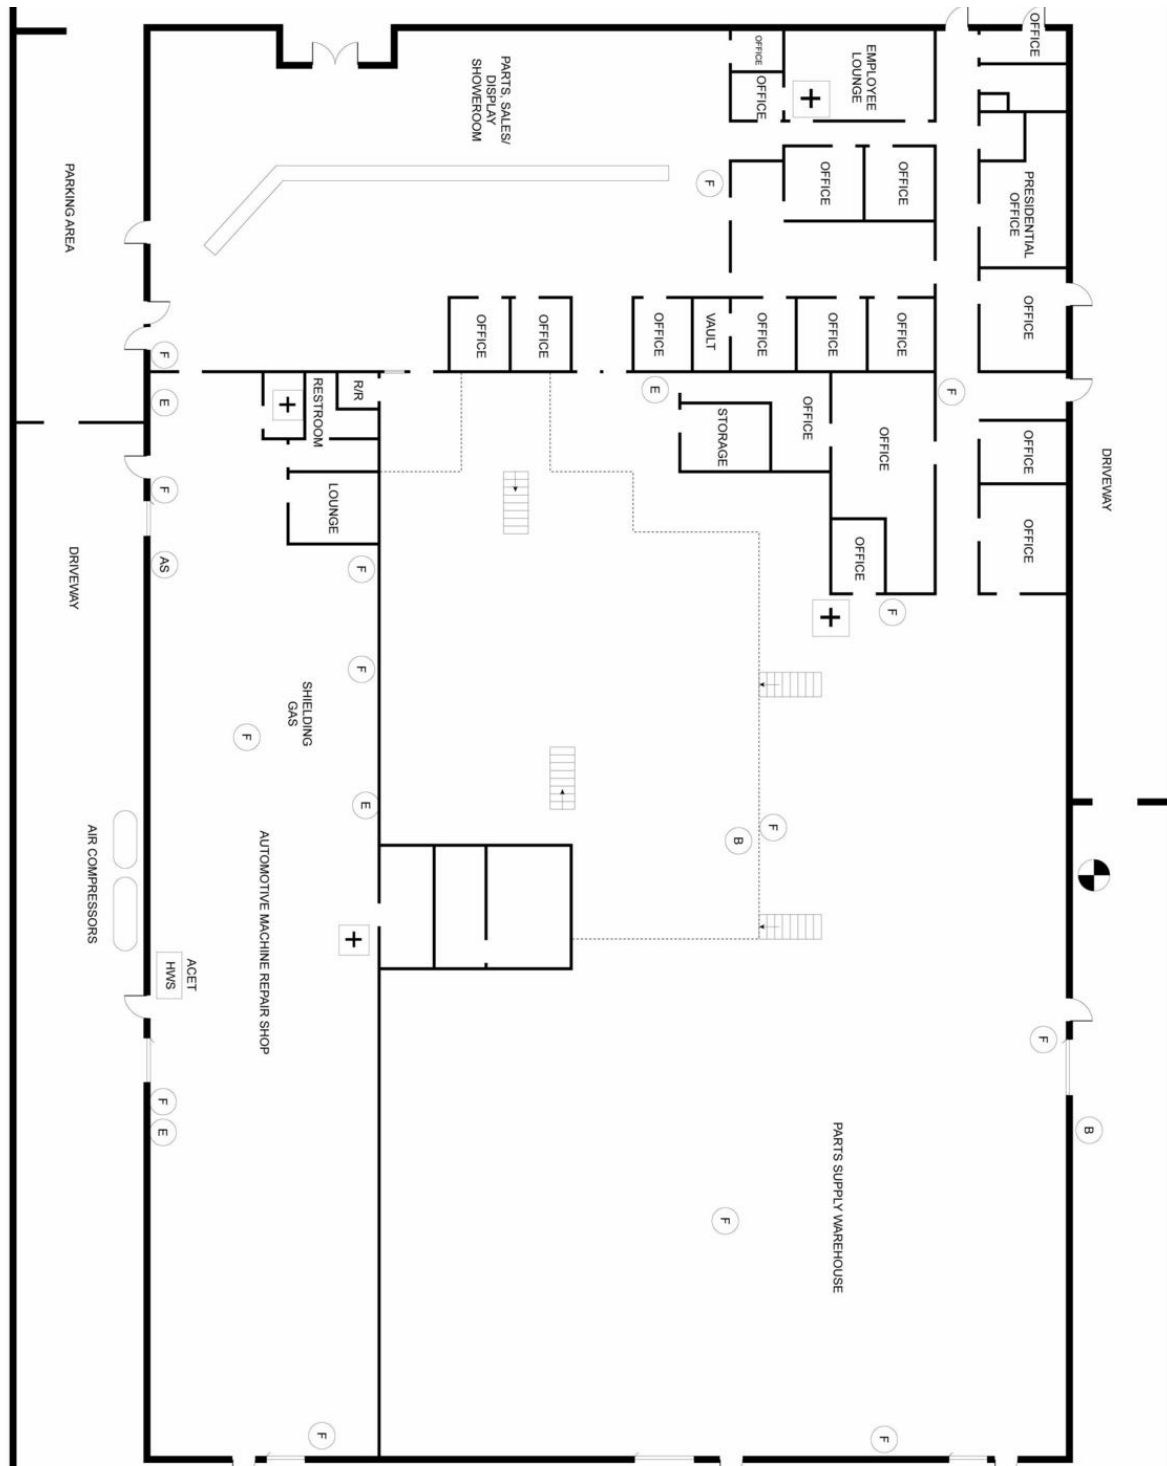 OFFICE
OFFICE
EMPLOYEE
LOUNGE
OFFICE
PARTS, SALES/
DISPLAY
SHOWEROOM
PARKING AREA
F
OFFICE
OFFICE
PRESIDENTIAL
OFFICE
OFFICE
OFFICE
OFFICE
VAULT
OFFICE
OFFICE
OFFICE
OFFICE
F
E
R/R
RESTROOM
E
STORAGE
OFFICE
OFFICE
F
OFFICE
DRIVEWAY
F
LOUNGE
OFFICE
OFFICE
AS
F
DRIVEWAY
F
F
SHIELDING
GAS
F
E
B
F
AIR COMPRESSORS
AUTOMOTIVE MACHINE REPAIR SHOP
ACET
HWS
F
F
E
B
PARTS SUPPLY WAREHOUSE
F
F
F